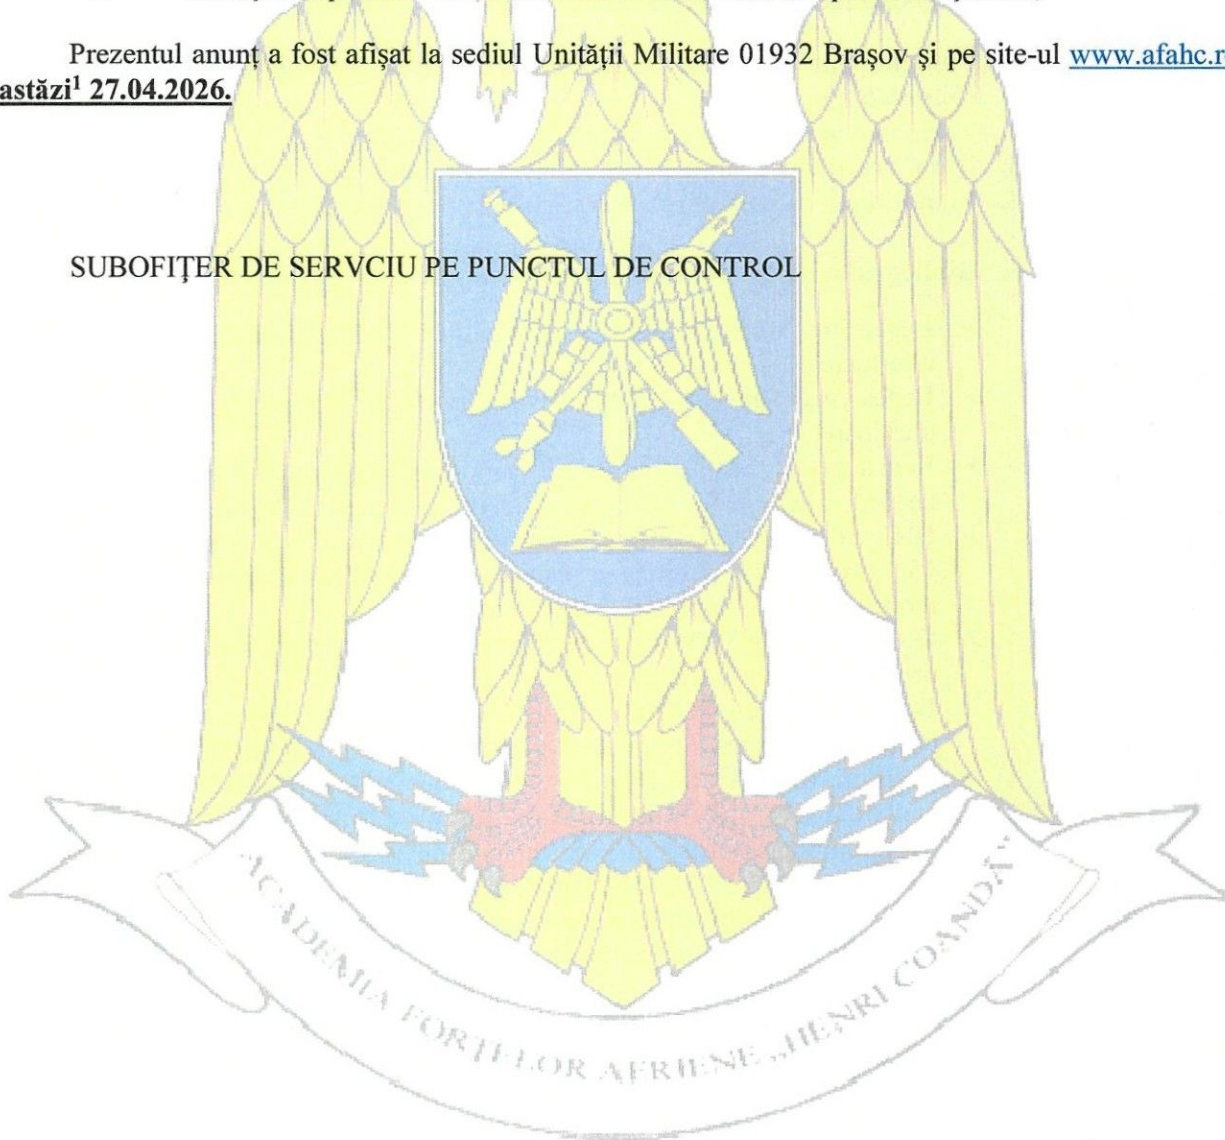 Prezentul anunț a fost afișat la sediul Unității Militare 01932 Brașov și pe site-ul www.afahc.r
astăzi¹ 27.04.2026.
SUBOFIȚER DE SERVCIU PE PUNCTUL DE CONTROL
ACADEMIA FORȚELOR AERIENE „HENRI COANDĂ”